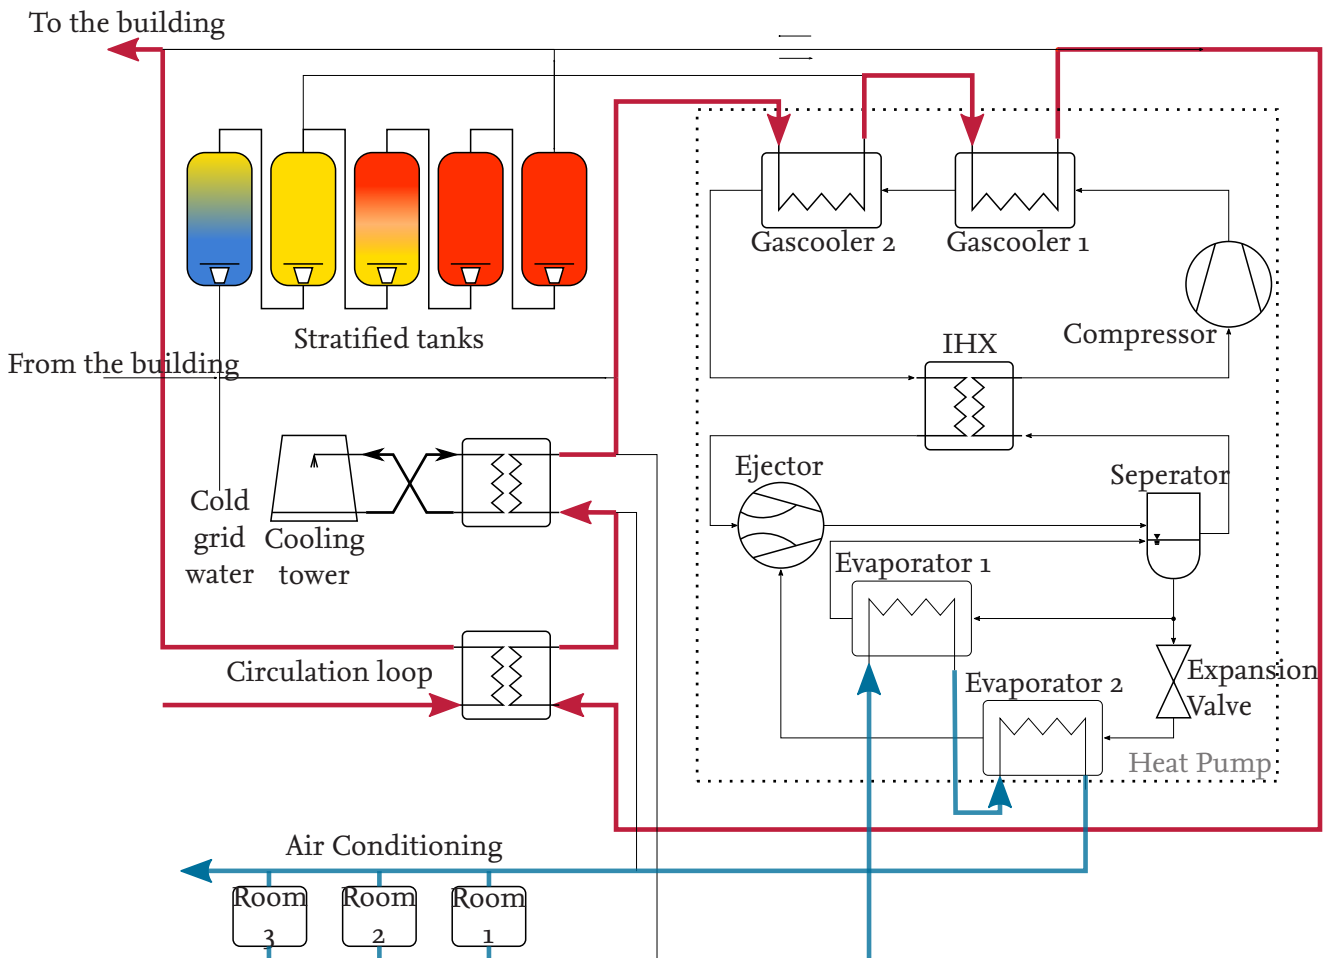 To the building
Gascooler 2
Gascooler 1
Stratified tanks
Compressor
IHX
From the building
Ejector
Seperator
Cold
grid
water
Cooling
tower
Evaporator 1
Circulation loop
Evaporator 2
Expansion
Valve
Heat Pump
Air Conditioning
Room
3
Room
2
Room
1